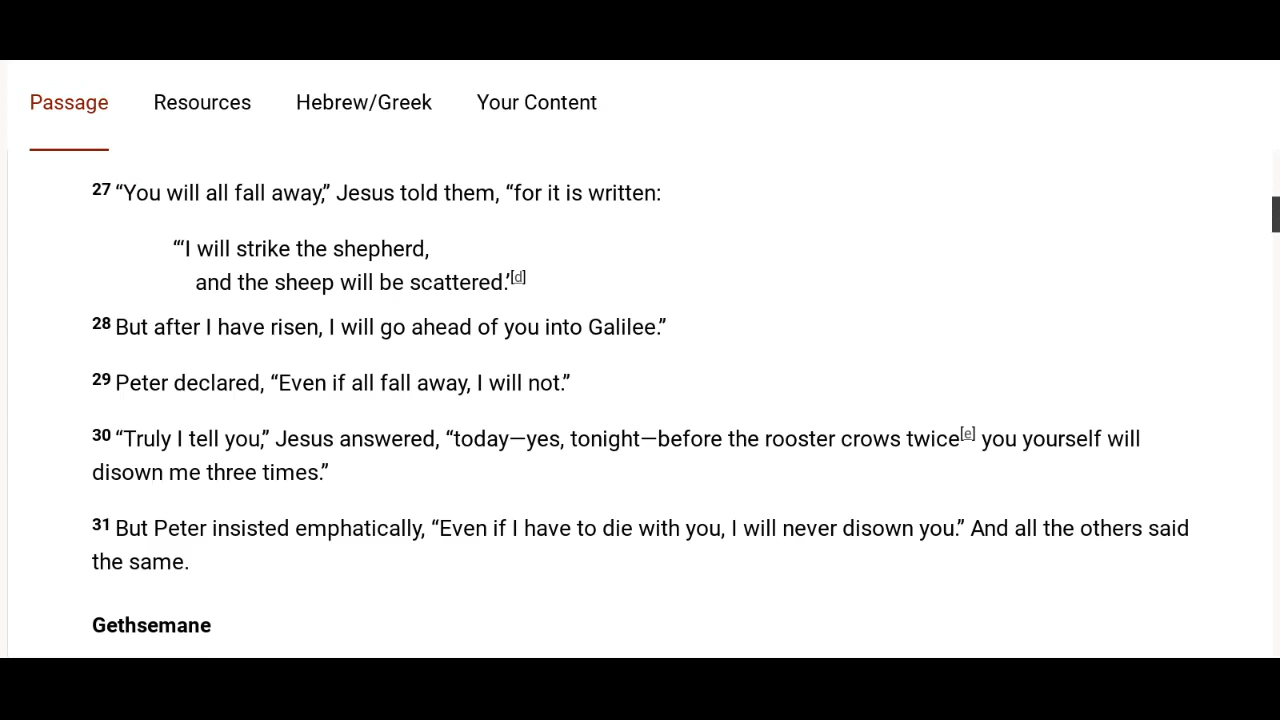 Passage Resources Hebrew/Greek Your Content
27 “You will all fall away,” Jesus told them, “for it is written:
“‘I will strike the shepherd,
and the sheep will be scattered.’[d]
28 But after I have risen, I will go ahead of you into Galilee.”
29 Peter declared, “Even if all fall away, I will not.”
30 “Truly I tell you,” Jesus answered, “today—yes, tonight—before the rooster crows twice[e] you yourself will
disown me three times.”
31 But Peter insisted emphatically, “Even if I have to die with you, I will never disown you.” And all the others said
the same.
Gethsemane